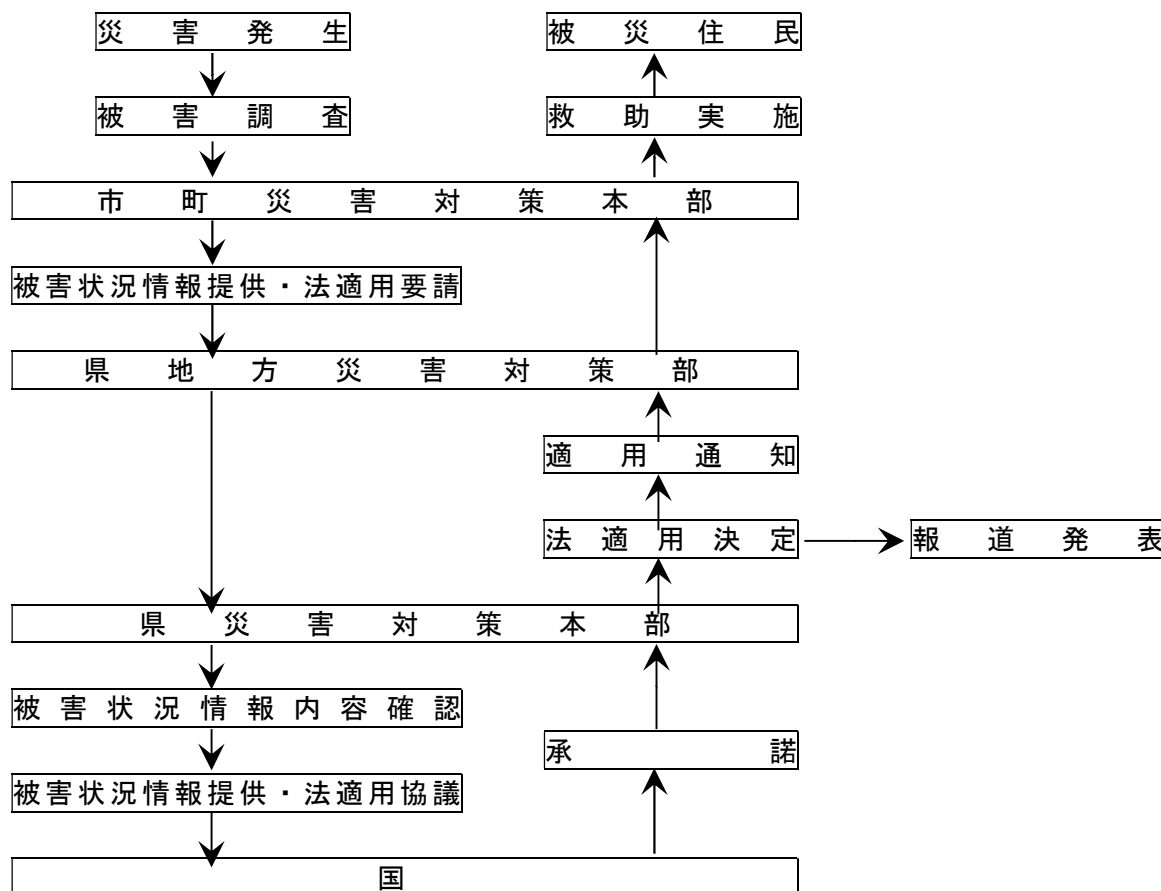 災害発生
被災住民
被害調査
救助実施
市町災害対策本部
被害状況情報提供・法適用要請
県地方災害対策部
適用通知
法適用決定
報道発表
県災害対策本部
被害状況情報内容確認
承諾
被害状況情報提供・法適用協議
国